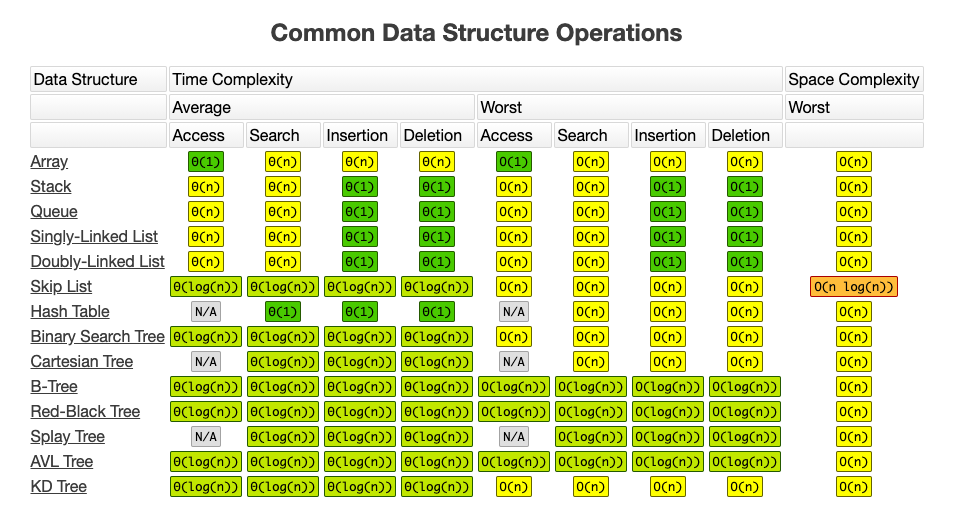 Common Data Structure Operations
Data Structure Time Complexity Space Complexity
Average Worst Worst
Access Search Insertion Deletion Access Search Insertion Deletion
Array Θ(1) Θ(n) Θ(n) Θ(n) O(1) O(n) O(n) O(n) O(n)
Stack Θ(n) Θ(n) Θ(1) Θ(1) O(n) O(n) O(1) O(1) O(n)
Queue Θ(n) Θ(n) Θ(1) Θ(1) O(n) O(n) O(1) O(1) O(n)
Singly-Linked List Θ(n) Θ(n) Θ(1) Θ(1) O(n) O(n) O(1) O(1) O(n)
Doubly-Linked List Θ(n) Θ(n) Θ(1) Θ(1) O(n) O(n) O(1) O(1) O(n)
Skip List Θ(log(n)) Θ(log(n)) Θ(log(n)) Θ(log(n)) O(n) O(n) O(n) O(n) O(n log(n))
Hash Table N/A Θ(1) Θ(1) Θ(1) N/A O(n) O(n) O(n) O(n)
Binary Search Tree Θ(log(n)) Θ(log(n)) Θ(log(n)) Θ(log(n)) O(n) O(n) O(n) O(n) O(n)
Cartesian Tree N/A Θ(log(n)) Θ(log(n)) Θ(log(n)) N/A O(n) O(n) O(n) O(n)
B-Tree Θ(log(n)) Θ(log(n)) Θ(log(n)) Θ(log(n)) O(log(n)) O(log(n)) O(log(n)) O(log(n)) O(n)
Red-Black Tree Θ(log(n)) Θ(log(n)) Θ(log(n)) Θ(log(n)) O(log(n)) O(log(n)) O(log(n)) O(log(n)) O(n)
Splay Tree N/A Θ(log(n)) Θ(log(n)) Θ(log(n)) N/A O(log(n)) O(log(n)) O(log(n)) O(n)
AVL Tree Θ(log(n)) Θ(log(n)) Θ(log(n)) Θ(log(n)) O(log(n)) O(log(n)) O(log(n)) O(log(n)) O(n)
KD Tree Θ(log(n)) Θ(log(n)) Θ(log(n)) Θ(log(n)) O(n) O(n) O(n) O(n) O(n)